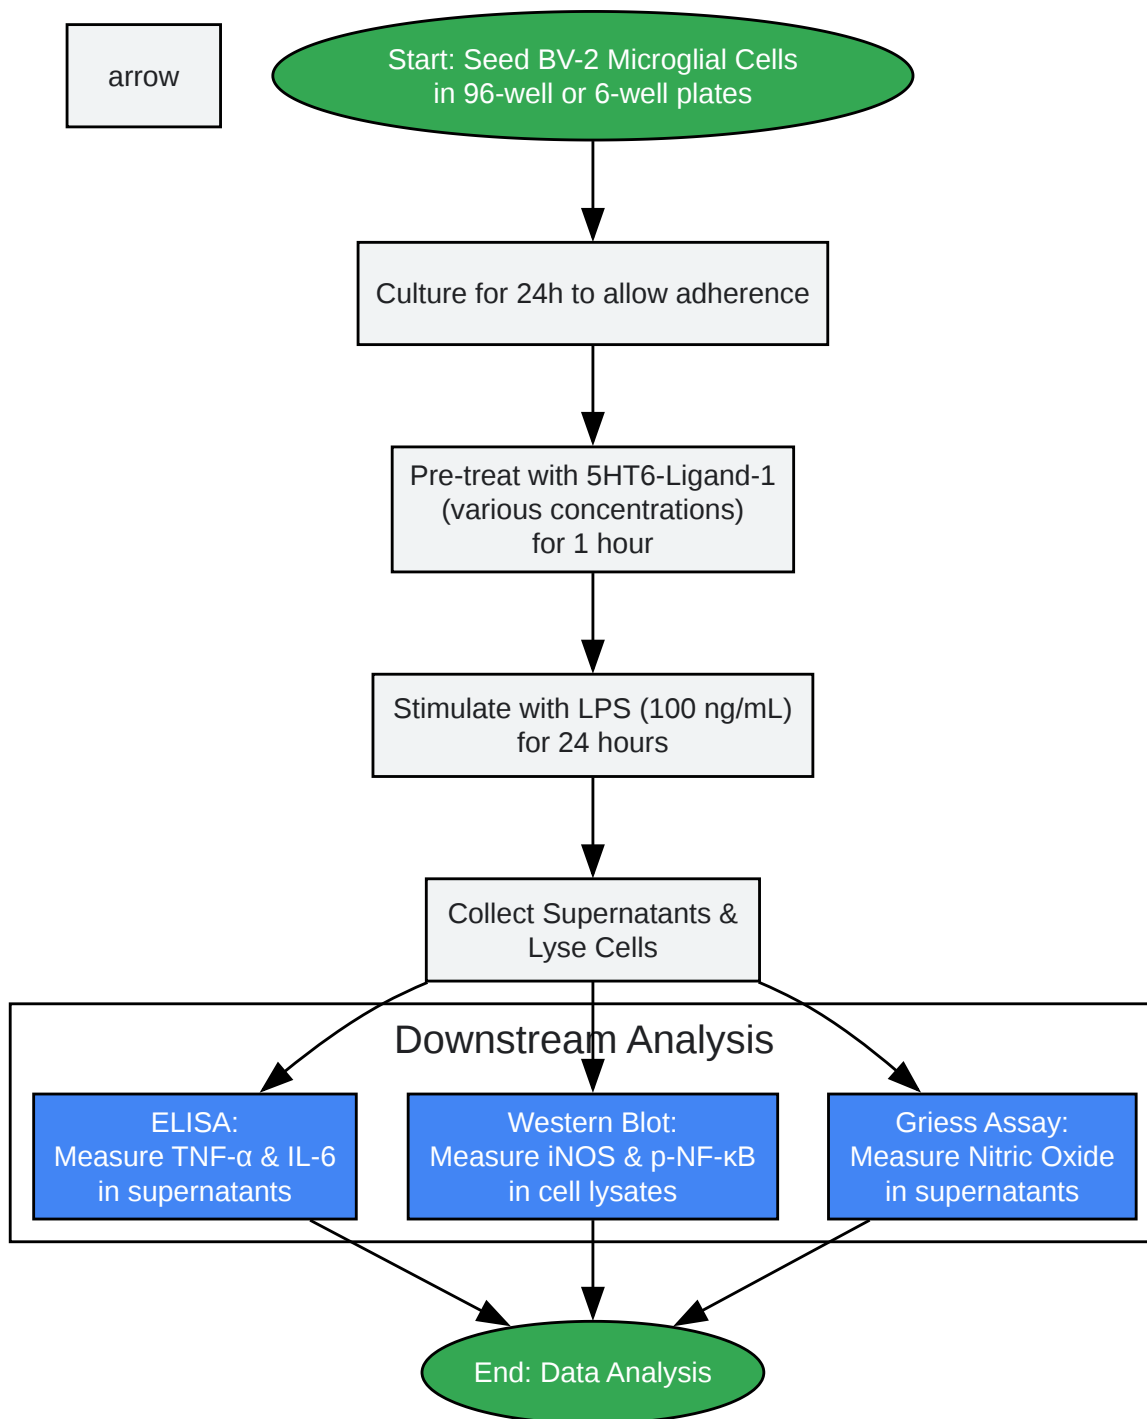 arrow
Start: Seed BV-2 Microglial Cells
in 96-well or 6-well plates
Culture for 24h to allow adherence
Pre-treat with 5HT6-Ligand-1
(various concentrations)
for 1 hour
Stimulate with LPS (100 ng/mL)
for 24 hours
Collect Supernatants &
Lyse Cells
Downstream Analysis
ELISA:
Measure TNF-α & IL-6
in supernatants
Western Blot:
Measure iNOS & p-NF-κB
in cell lysates
Griess Assay:
Measure Nitric Oxide
in supernatants
End: Data Analysis